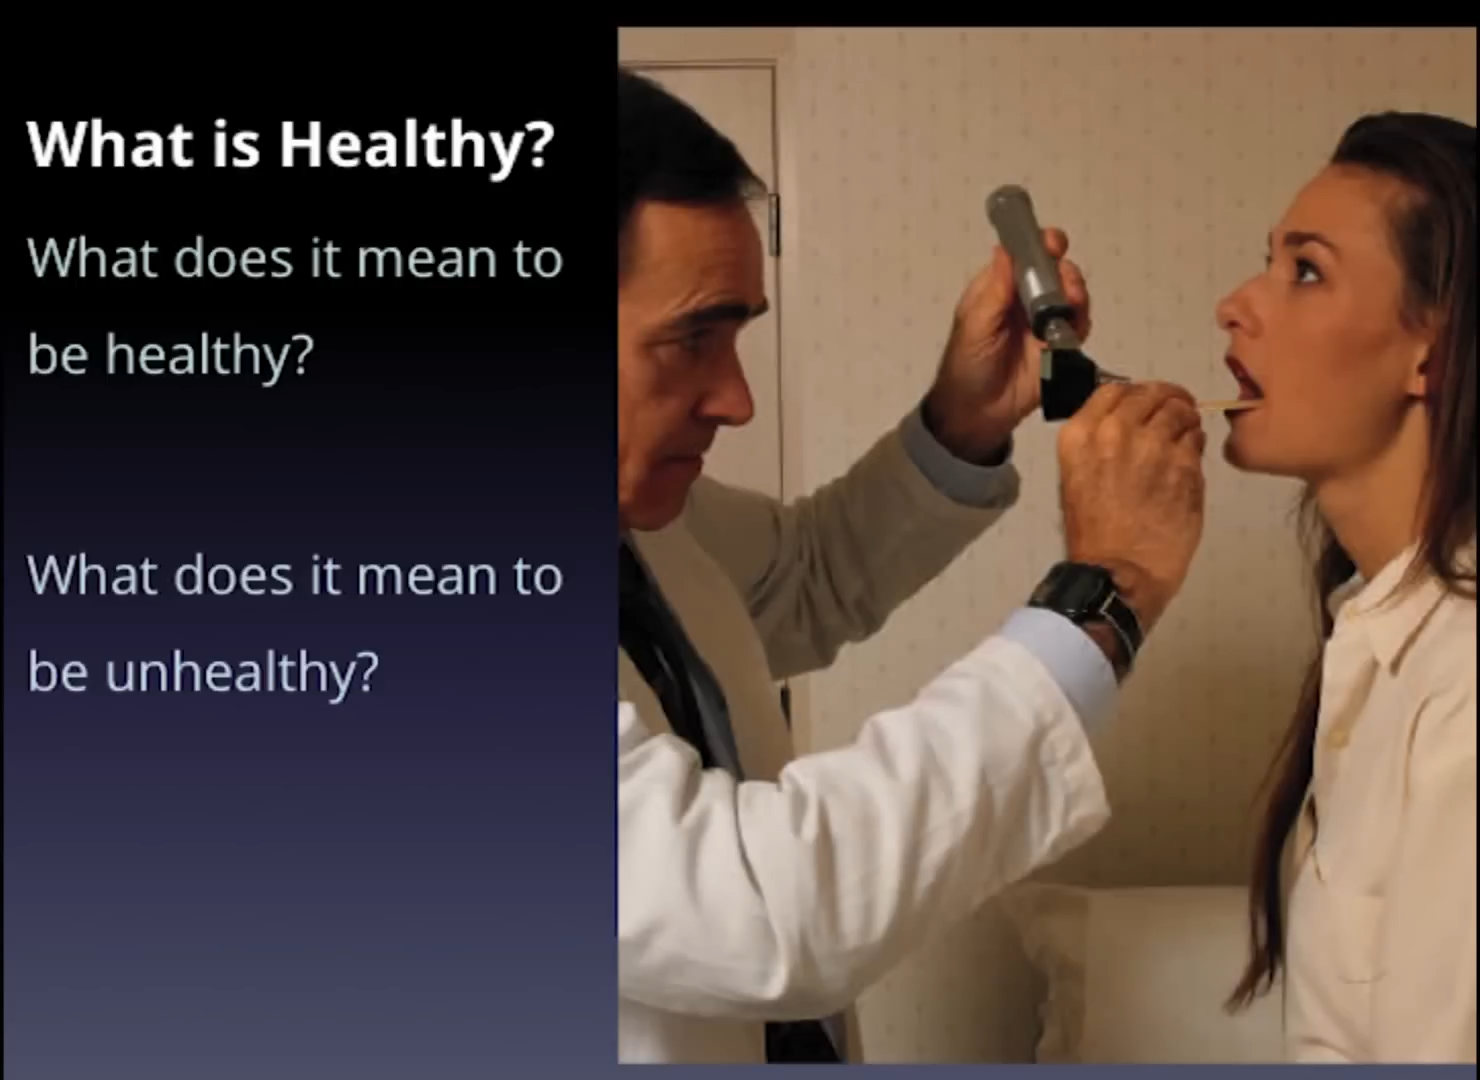 What is Healthy?
What does it mean to
be healthy?
What does it mean to
be unhealthy?